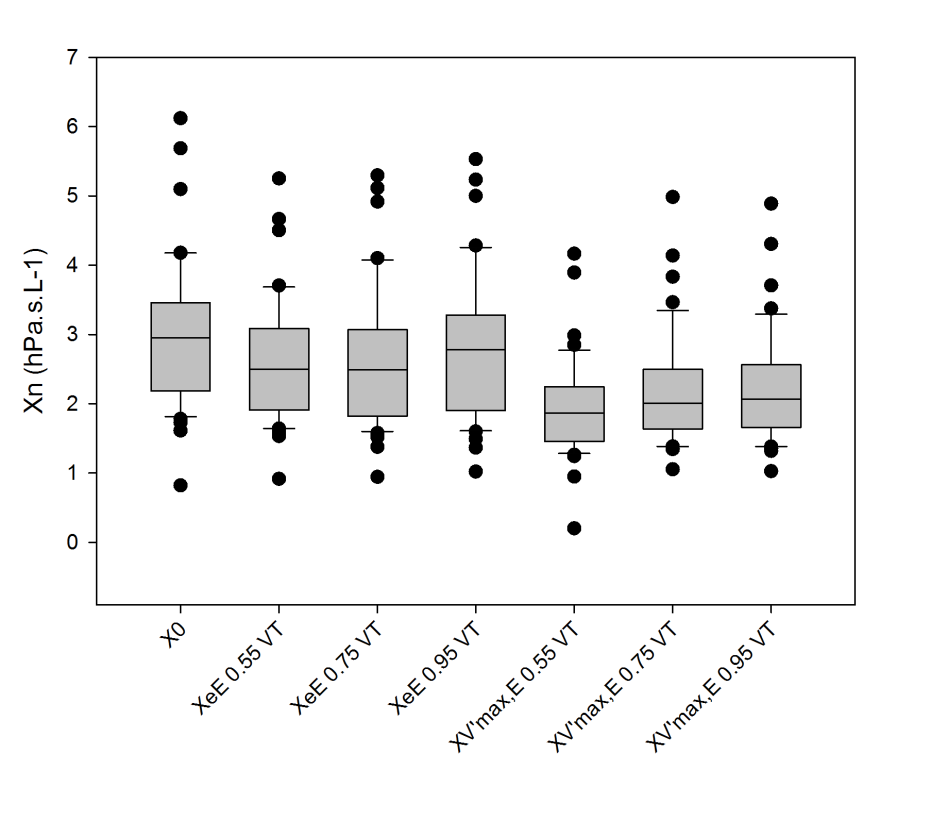 7
6
5
4
3
2
1
0
Xn (hPa.s.L-1)
X0
XeE 0.55 VT
XeE 0.75 VT
XeE 0.95 VT
XV'max,E 0.55 VT
XV'max,E 0.75 VT
XV'max,E 0.95 VT